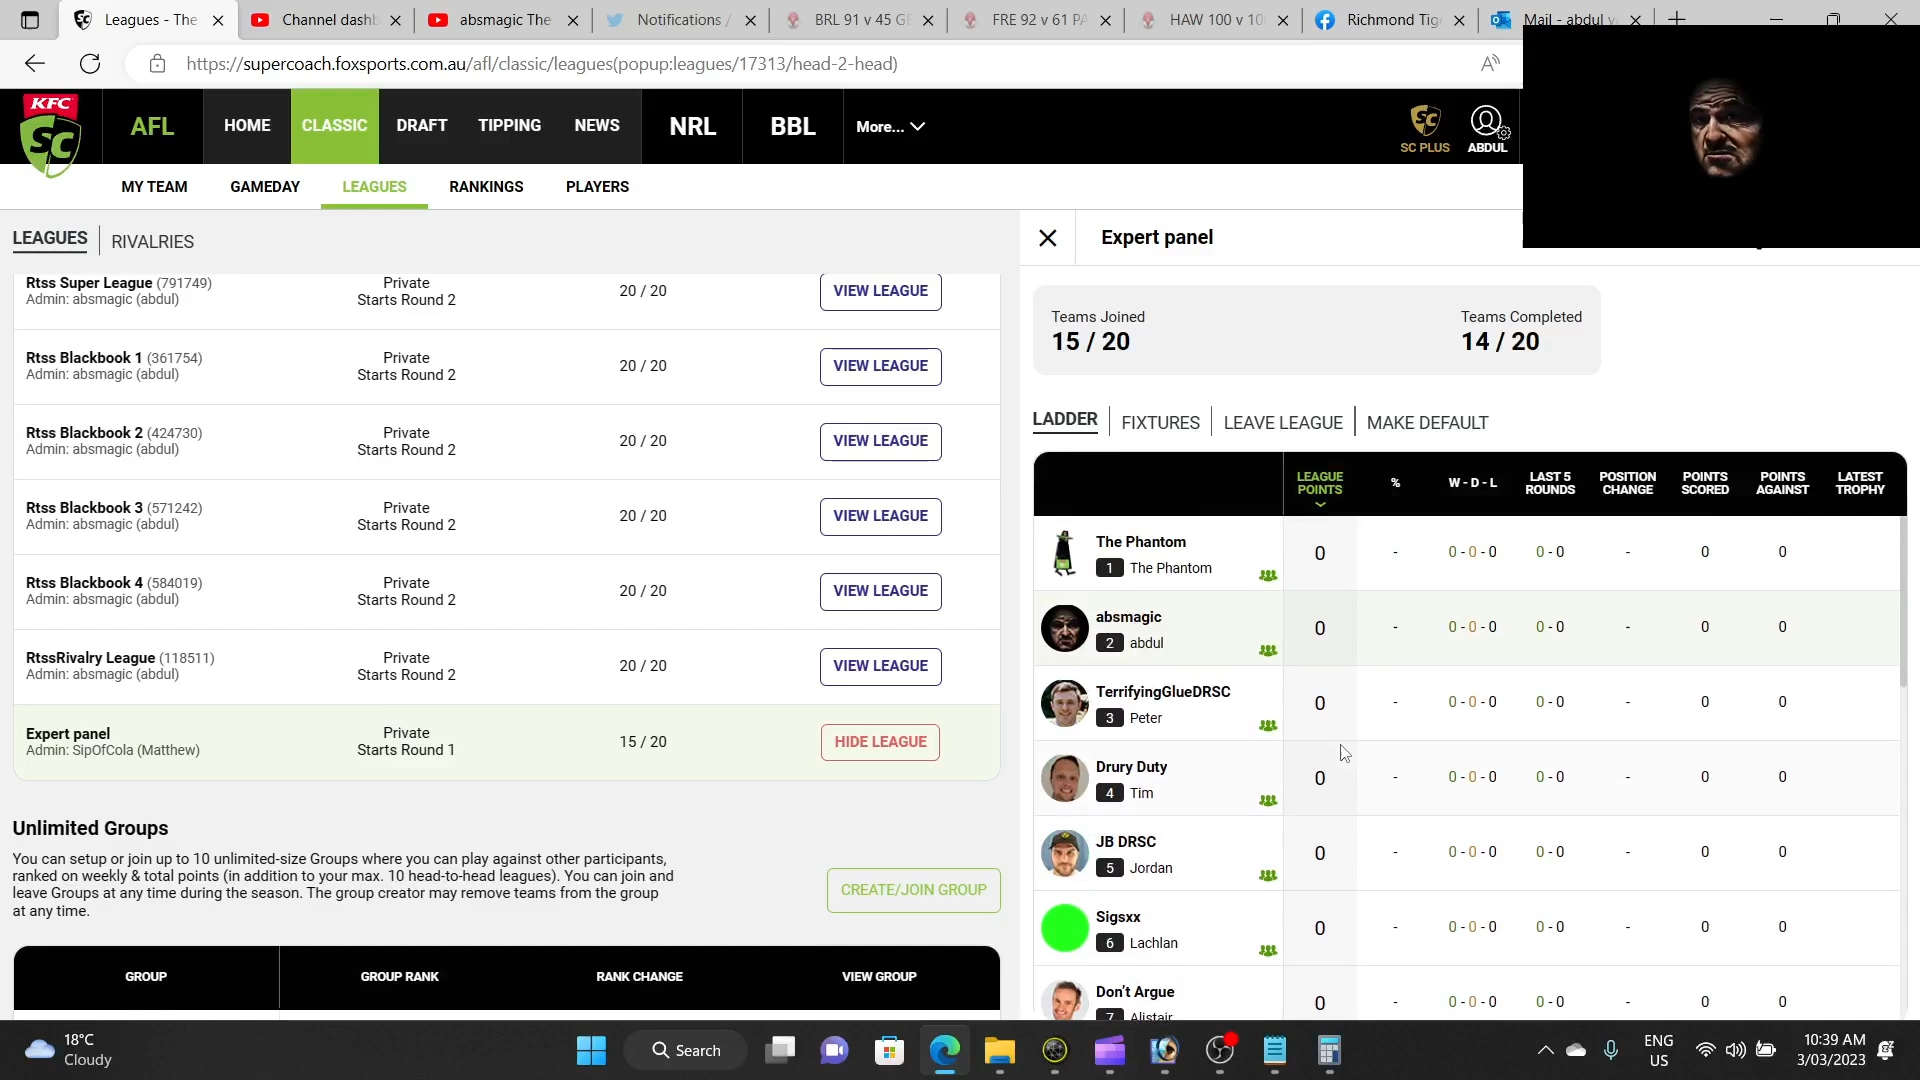 Leagues - The
Channel dashb
absmagic The
Notifications /
BRL 91 v 45 GE
FRE 92 v 61 PA
HAW 100 v 10
Richmond Tig
Mail - abdul v
https://supercoach.foxsports.com.au/afl/classic/leagues(popup:leagues/17313/head-2-head)
KFC
SC
AFL
HOME
CLASSIC
DRAFT
TIPPING
NEWS
NRL
BBL
More...
SC
SC PLUS
ABDUL
MY TEAM
GAMEDAY
LEAGUES
RANKINGS
PLAYERS
LEAGUES
RIVALRIES
Rtss Super League (791749)
Admin: absmagic (abdul)
Private
Starts Round 2
20 / 20
VIEW LEAGUE
Rtss Blackbook 1 (361754)
Admin: absmagic (abdul)
Private
Starts Round 2
20 / 20
VIEW LEAGUE
Rtss Blackbook 2 (424730)
Admin: absmagic (abdul)
Private
Starts Round 2
20 / 20
VIEW LEAGUE
Rtss Blackbook 3 (571242)
Admin: absmagic (abdul)
Private
Starts Round 2
20 / 20
VIEW LEAGUE
Rtss Blackbook 4 (584019)
Admin: absmagic (abdul)
Private
Starts Round 2
20 / 20
VIEW LEAGUE
RtssRivalry League (118511)
Admin: absmagic (abdul)
Private
Starts Round 2
20 / 20
VIEW LEAGUE
Expert panel
Admin: SipOfCola (Matthew)
Private
Starts Round 1
15 / 20
HIDE LEAGUE
Unlimited Groups
You can setup or join up to 10 unlimited-size Groups where you can play against other participants,
ranked on weekly & total points (in addition to your max. 10 head-to-head leagues). You can join and
leave Groups at any time during the season. The group creator may remove teams from the group
at any time.
CREATE/JOIN GROUP
GROUP
GROUP RANK
RANK CHANGE
VIEW GROUP
Expert panel
Teams Joined
15 / 20
Teams Completed
14 / 20
LADDER
FIXTURES
LEAVE LEAGUE
MAKE DEFAULT
LEAGUE
POINTS
%
W - D - L
LAST 5
ROUNDS
POSITION
CHANGE
POINTS
SCORED
POINTS
AGAINST
LATEST
TROPHY
The Phantom
1 The Phantom
0 - 0 - 0 - 0 0 - 0 - 0 0
absmagic
2 abdul
0 - 0 - 0 - 0 0 - 0 - 0 0
TerrifyingGlueDRSC
3 Peter
0 - 0 - 0 - 0 0 - 0 - 0 0
Drury Duty
4 Tim
0 - 0 - 0 - 0 0 - 0 - 0 0
JB DRSC
5 Jordan
0 - 0 - 0 - 0 0 - 0 - 0 0
Sigsxx
6 Lachlan
0 - 0 - 0 - 0 0 - 0 - 0 0
Don't Argue
7 Alistair
0 - 0 - 0 - 0 0 - 0 - 0 0
18°C
Cloudy
Search
ENG
US
10:39 AM
3/03/2023